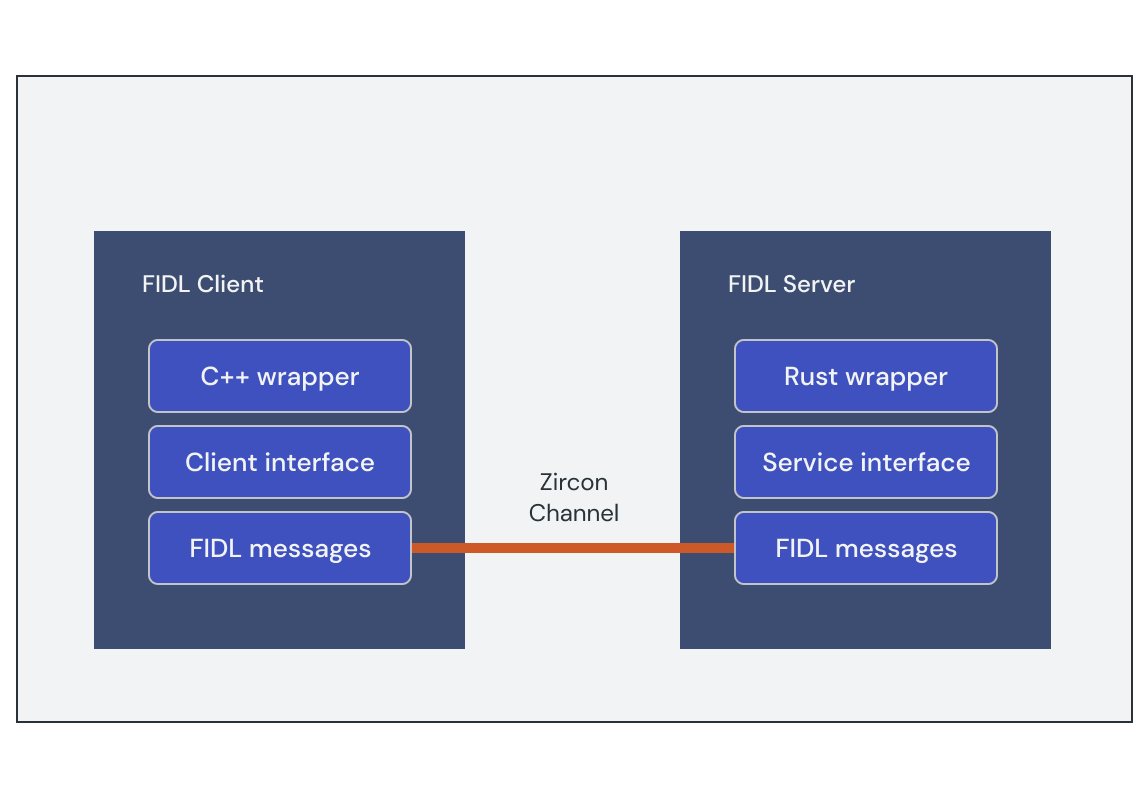 FIDL Client
C++ wrapper
Client interface
FIDL messages
Zircon
Channel
FIDL Server
Rust wrapper
Service interface
FIDL messages